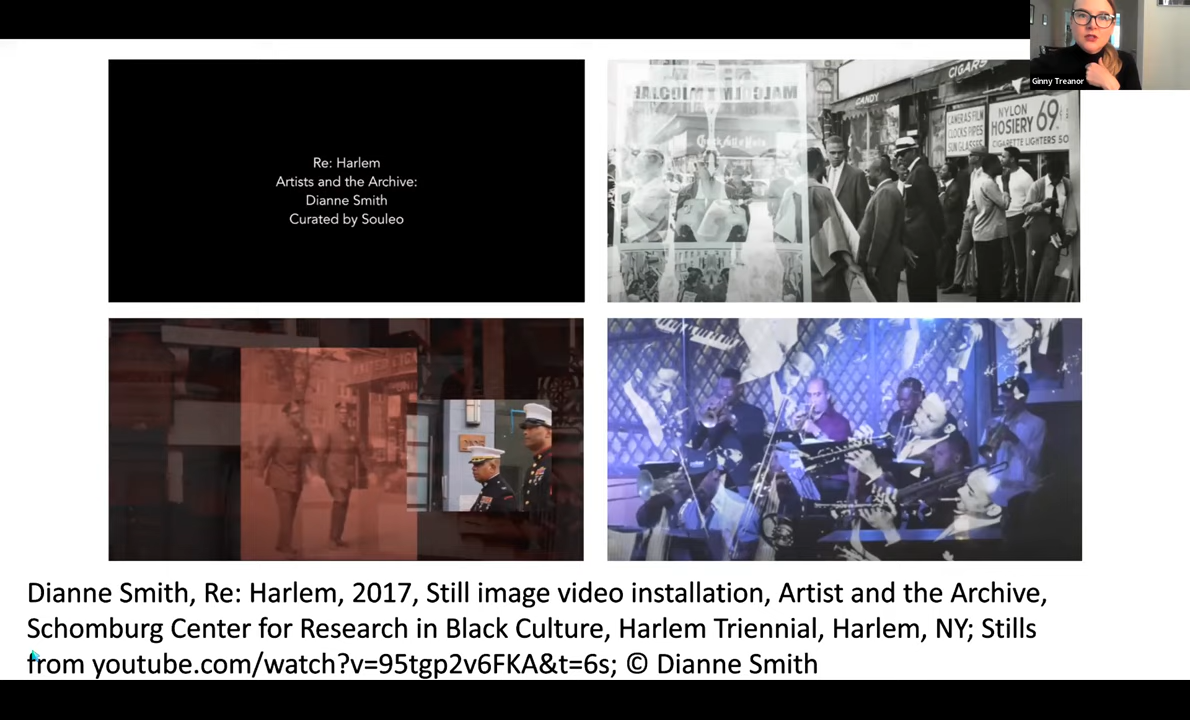 Re: Harlem
Artists and the Archive:
Dianne Smith
Curated by Souleo
CANDY
CIGARS
CAMERAS FILM
CLOCKS PIPES
SUN GLASSES
NYLON
HOSIERY 69
CIGARETTE LIGHTERS 50
Ginny Treanor
Dianne Smith, Re: Harlem, 2017, Still image video installation, Artist and the Archive,
Schomburg Center for Research in Black Culture, Harlem Triennial, Harlem, NY; Stills
from youtube.com/watch?v=95tgp2v6FKA&t=6s; © Dianne Smith